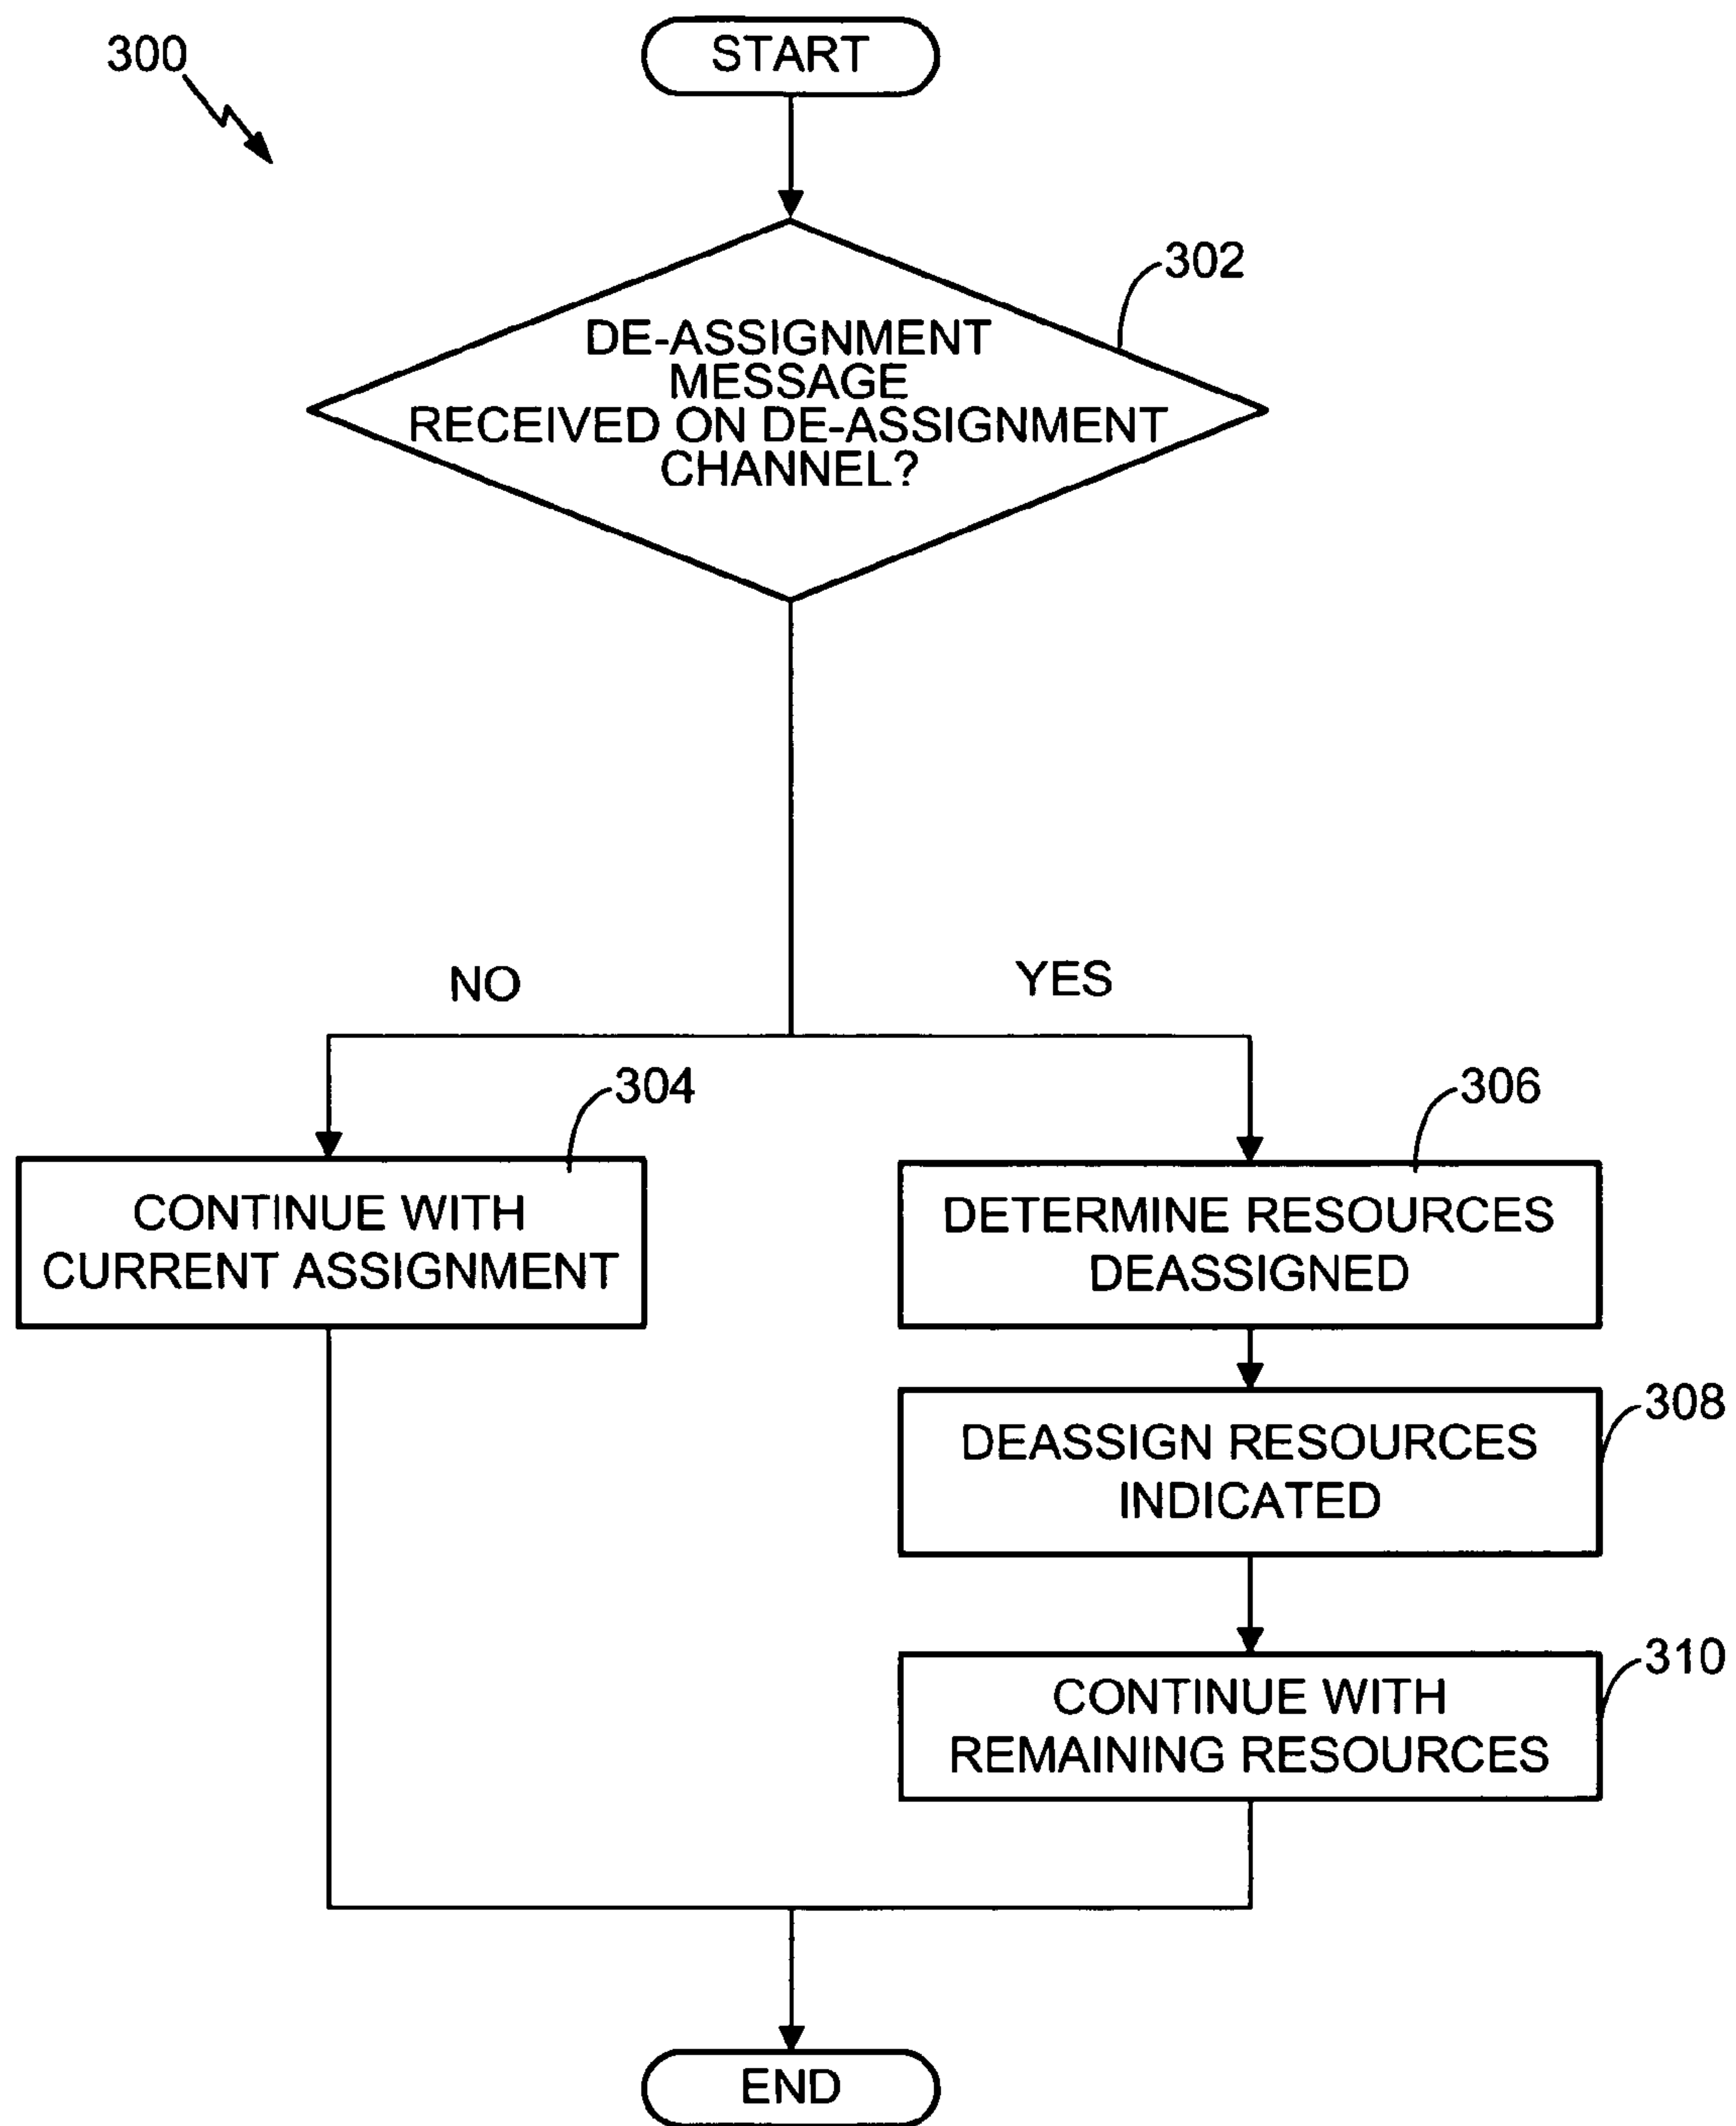 300
START
302
DE-ASSIGNMENT
MESSAGE
RECEIVED ON DE-ASSIGNMENT
CHANNEL?
NO
YES
304
306
CONTINUE WITH
CURRENT ASSIGNMENT
DETERMINE RESOURCES
DEASSIGNED
308
DEASSIGN RESOURCES
INDICATED
310
CONTINUE WITH
REMAINING RESOURCES
END